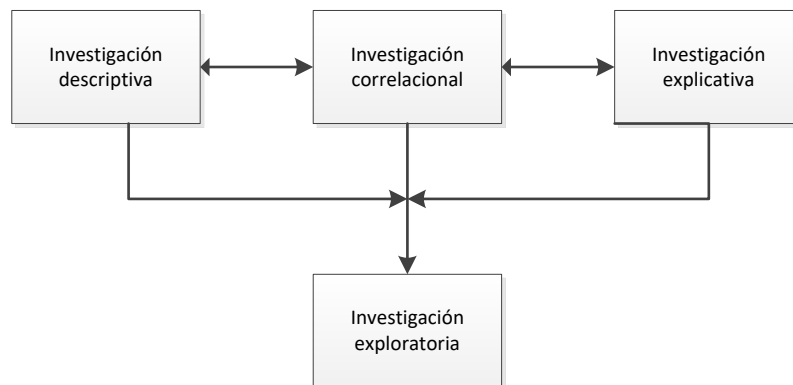 Investigación
descriptiva
Investigación
correlacional
Investigación
explicativa
Investigación
exploratoria